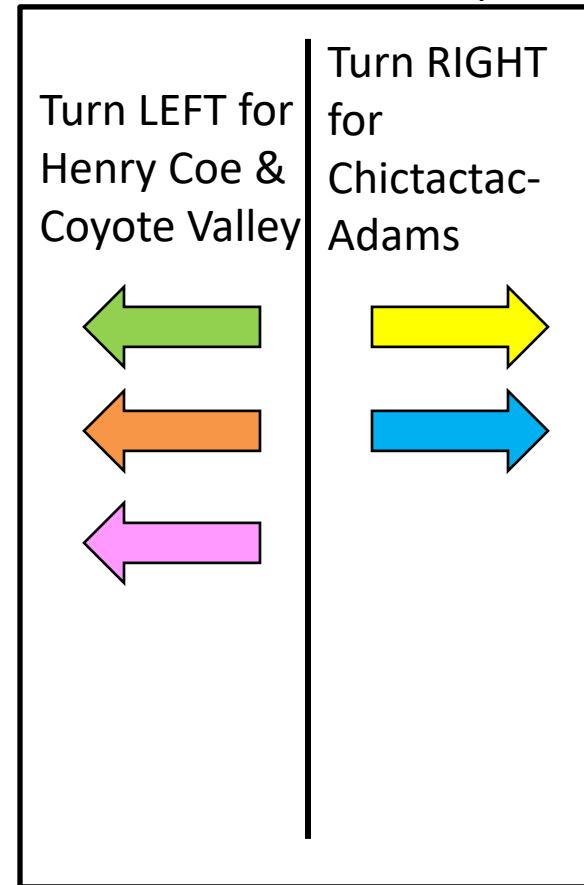 Turn LEFT for
Henry Coe &
Coyote Valley
Turn RIGHT
for
Chictactac-
Adams